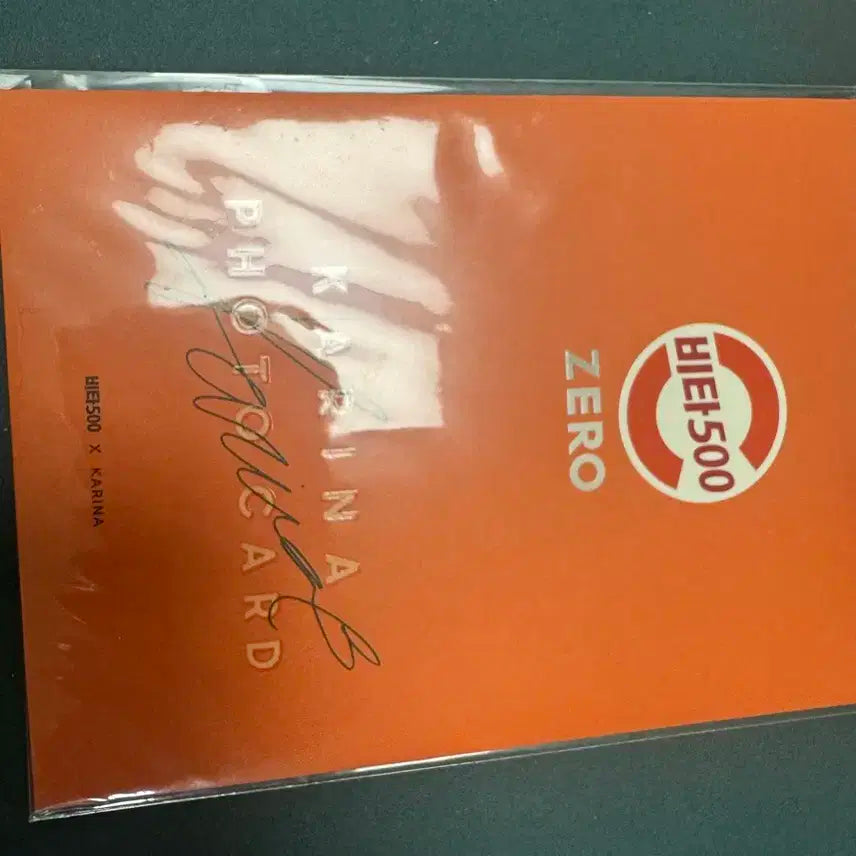 비타500
ZERO
KARINA
PHOTOCARD
비타500 X KARINA